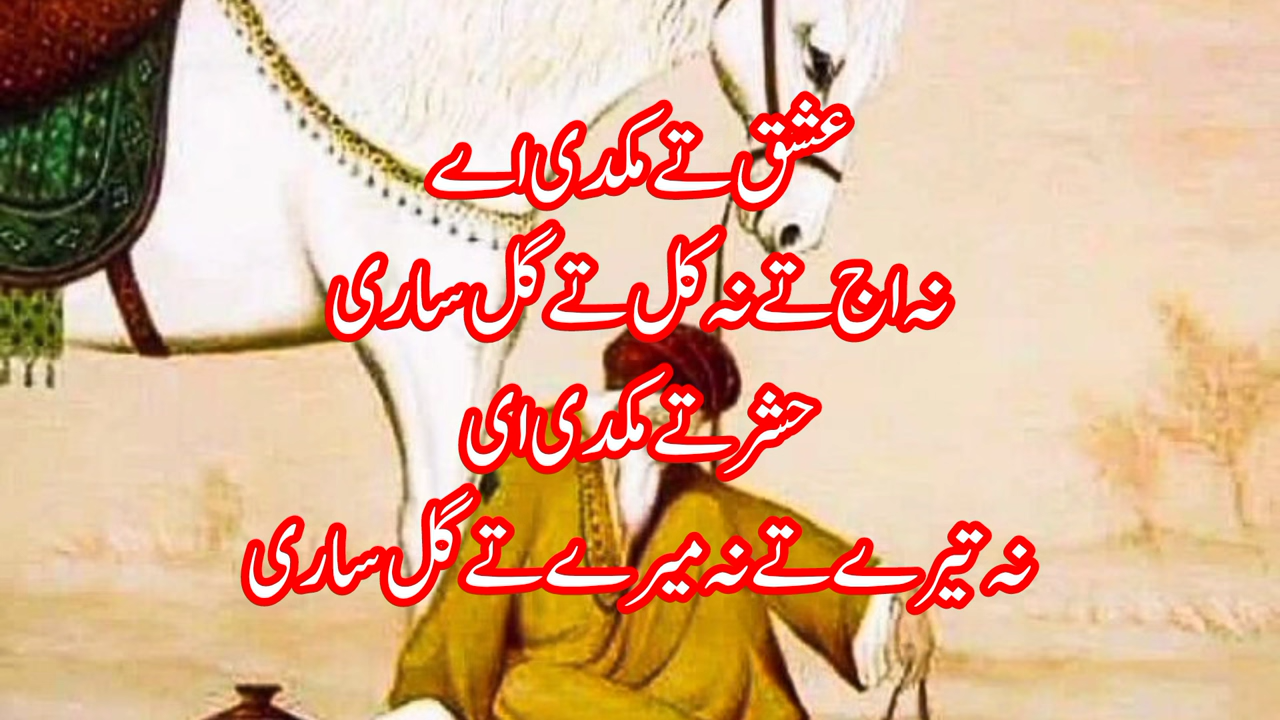 عشق تے مکدی اے
نہ اج تے نہ کل تے گل ساری
حشر تے مکدی ای
نہ تیرے تے نہ میرے تے گل ساری